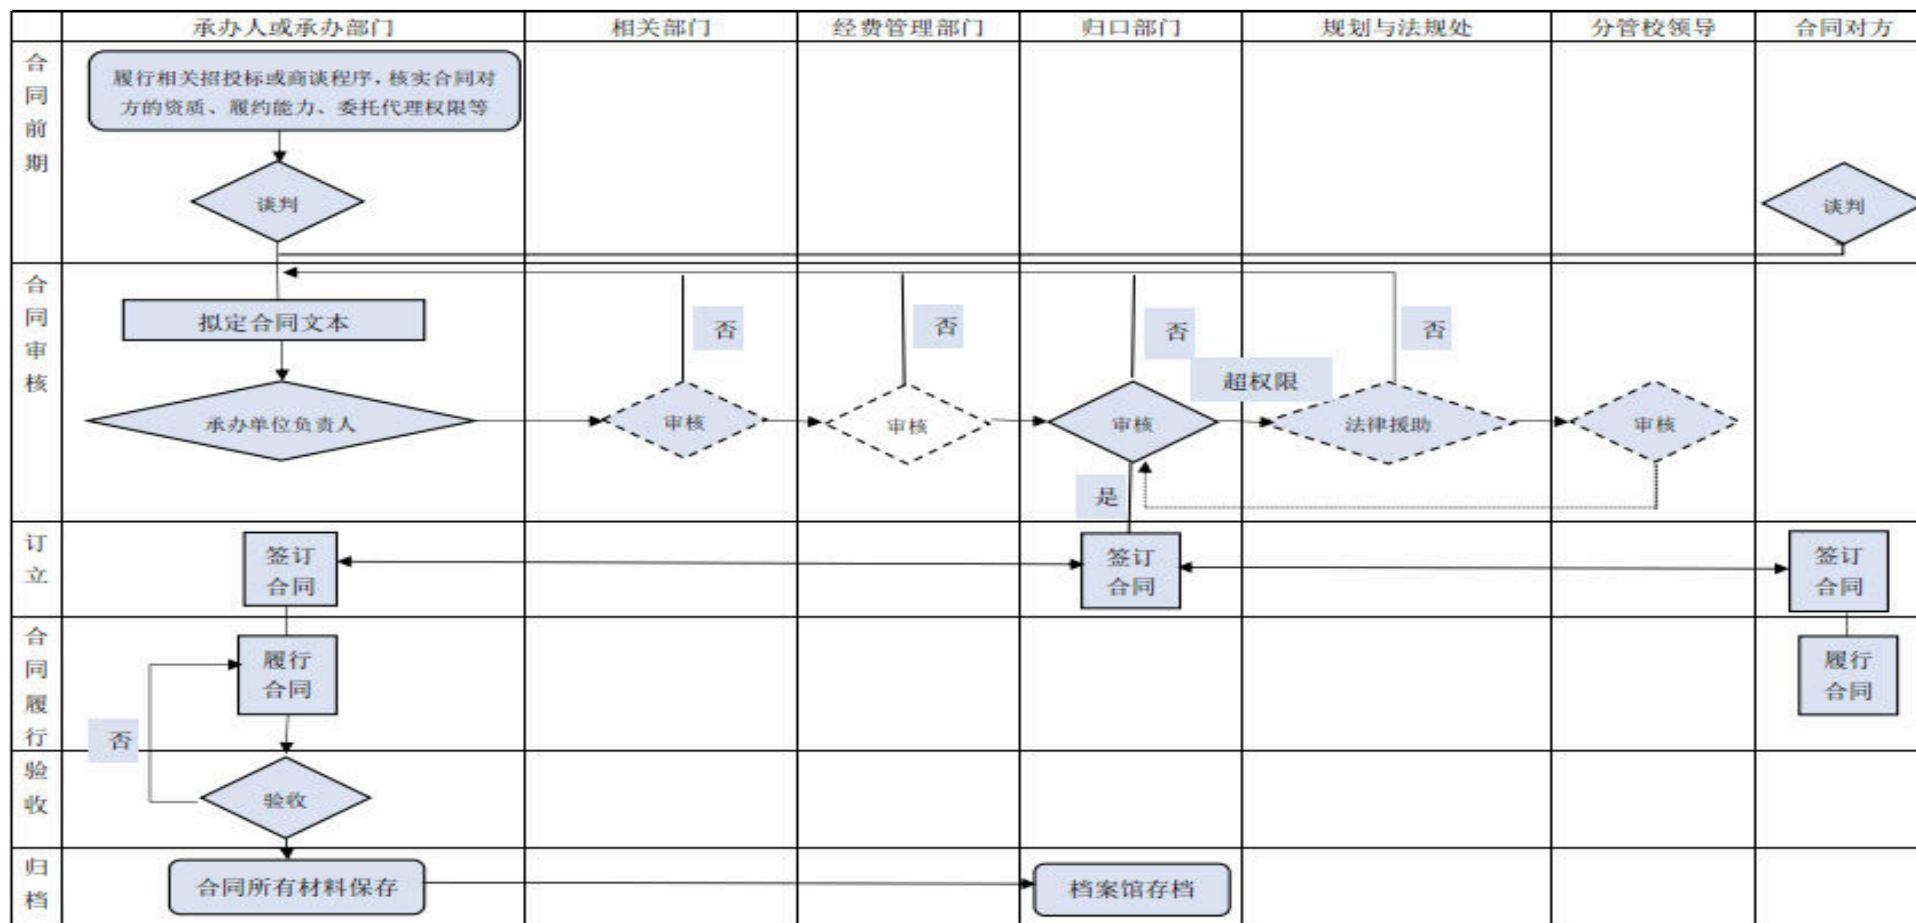 承办人或承办部门
相关部门
经费管理部门
归口部门
规划与法规处
分管校领导
合同对方
合
同
前
期
履行相关招投标或商谈程序，核实合同对
方的资质、履约能力、委托代理权限等
谈判
谈判
合
同
审
核
拟定合同文本
否
否
否
否
超权限
承办单位负责人
审核
审核
审核
法律援助
审核
是
订
立
签订
合同
签订
合同
签订
合同
合
同
履
行
履行
合同
履行
合同
否
验
收
验收
归
档
合同所有材料保存
档案馆存档